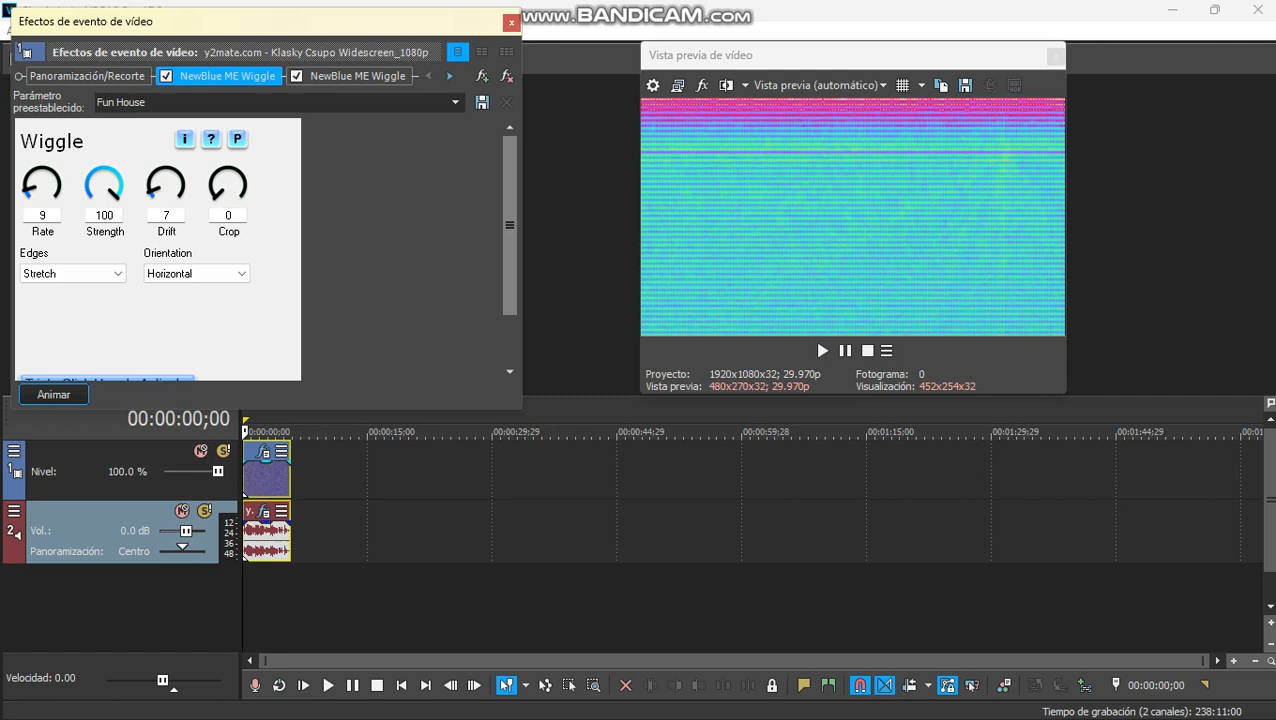 Efectos de evento de vídeo
www.BANDICAM.com
Efectos de evento de vídeo: y2mate.com - Klasky Csupo Widescreen_1080p
Panoramización/Recorte
NewBlue ME Wiggle
NewBlue ME Wiggle
Parámetro
preestablecido: Fun House
Wiggle
i ? P
9 100 7 0
Rate Strength Drift Crop
Edges Orientation
Stretch Horizontal
Animar
Vista previa de vídeo
Vista previa (automático)
Proyecto: 1920x1080x32; 29.970p Fotograma: 0
Vista previa: 480x270x32; 29.970p Visualización: 452x254x32
00:00:00;00
00:00:15;00 00:00:29;29 00:00:44;29 00:00:59;28 00:01:15;00 00:01:29;29 00:01:44;29
1 Nivel: 100.0 %
2 Vol.: 0.0 dB
Panoramización: Centro
12
24
36
48
y.
Velocidad: 0.00
00:00:00;00
Tiempo de grabación (2 canales): 238:11:00